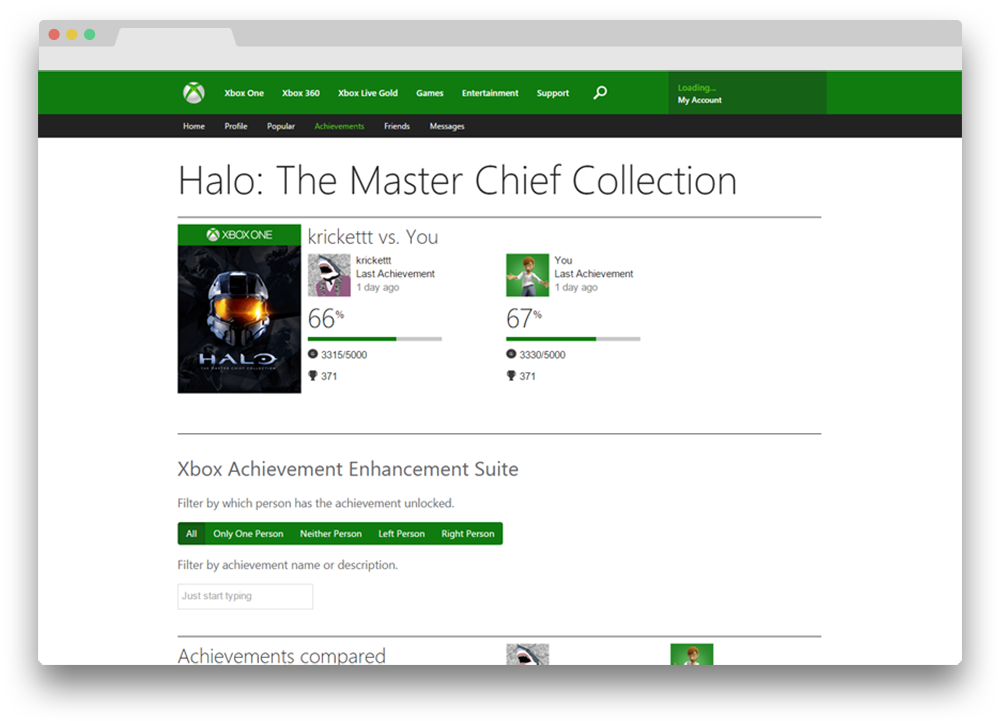 Xbox One Xbox 360 Xbox Live Gold Games Entertainment Support
Loading...
My Account
Home Profile Popular Achievements Friends Messages
Halo: The Master Chief Collection
XBOX ONE
HALO
THE MASTER CHIEF COLLECTION
krickettt vs. You
krickettt
Last Achievement
1 day ago
66%
3315/5000
371
You
Last Achievement
1 day ago
67%
3330/5000
371
Xbox Achievement Enhancement Suite
Filter by which person has the achievement unlocked.
All Only One Person Neither Person Left Person Right Person
Filter by achievement name or description.
Just start typing
Achievements compared